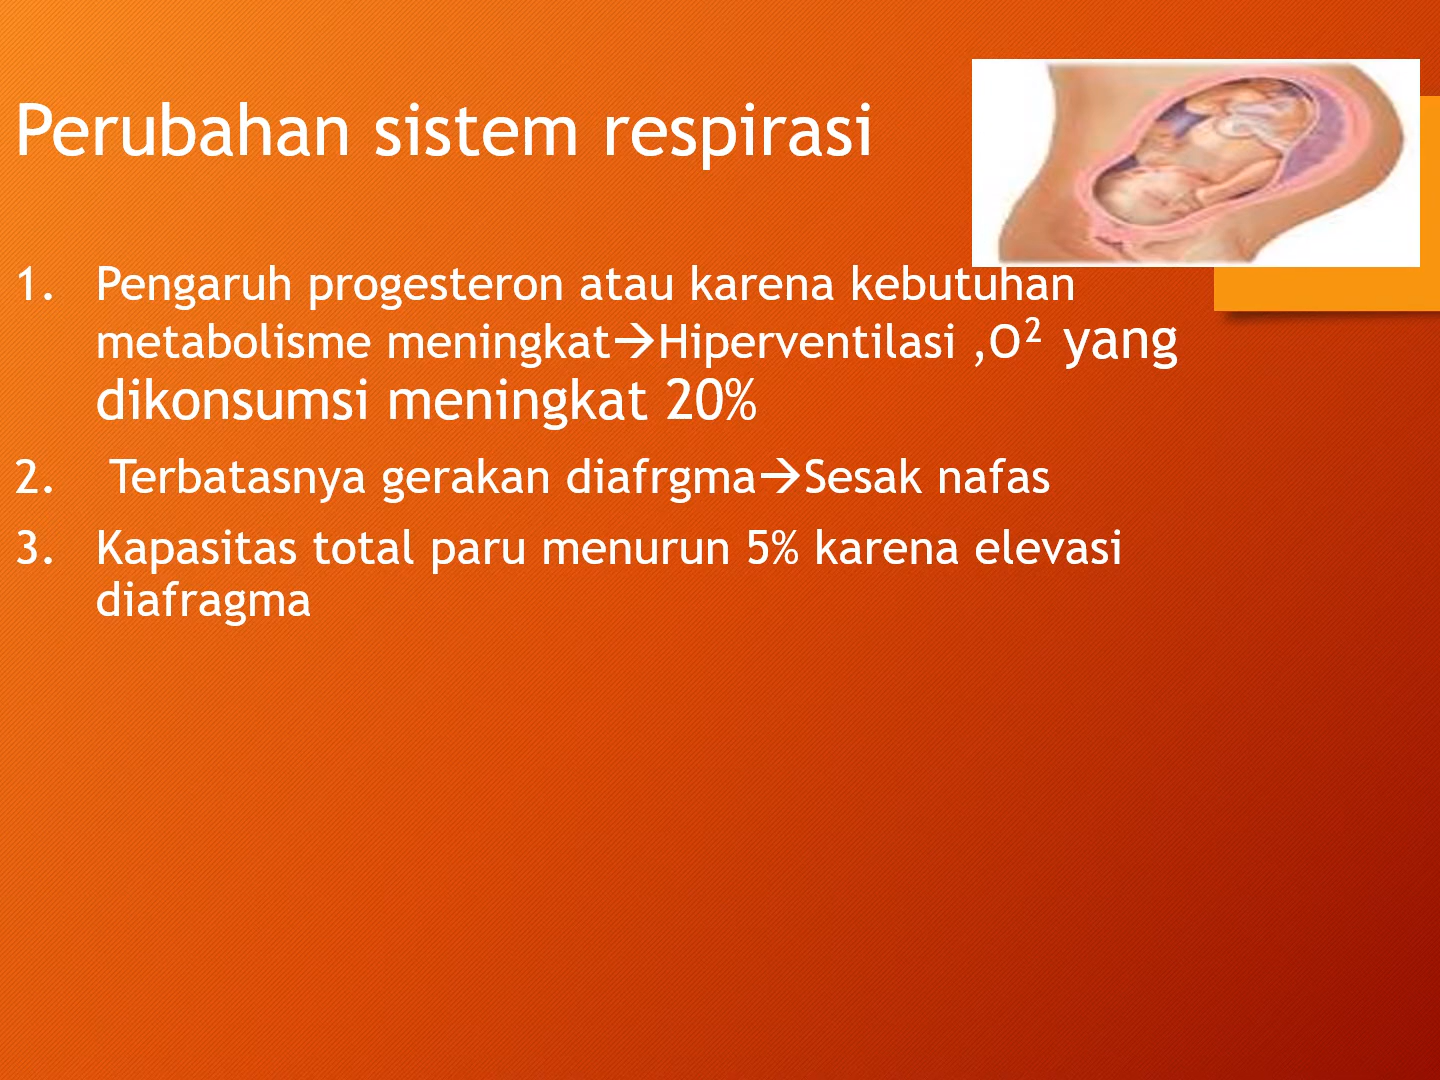 Perubahan sistem respirasi
1. Pengaruh progesteron atau karena kebutuhan
metabolisme meningkat→Hiperventilasi ,O² yang
dikonsumsi meningkat 20%
2. Terbatasnya gerakan diafrgma→Sesak nafas
3. Kapasitas total paru menurun 5% karena elevasi
diafragma